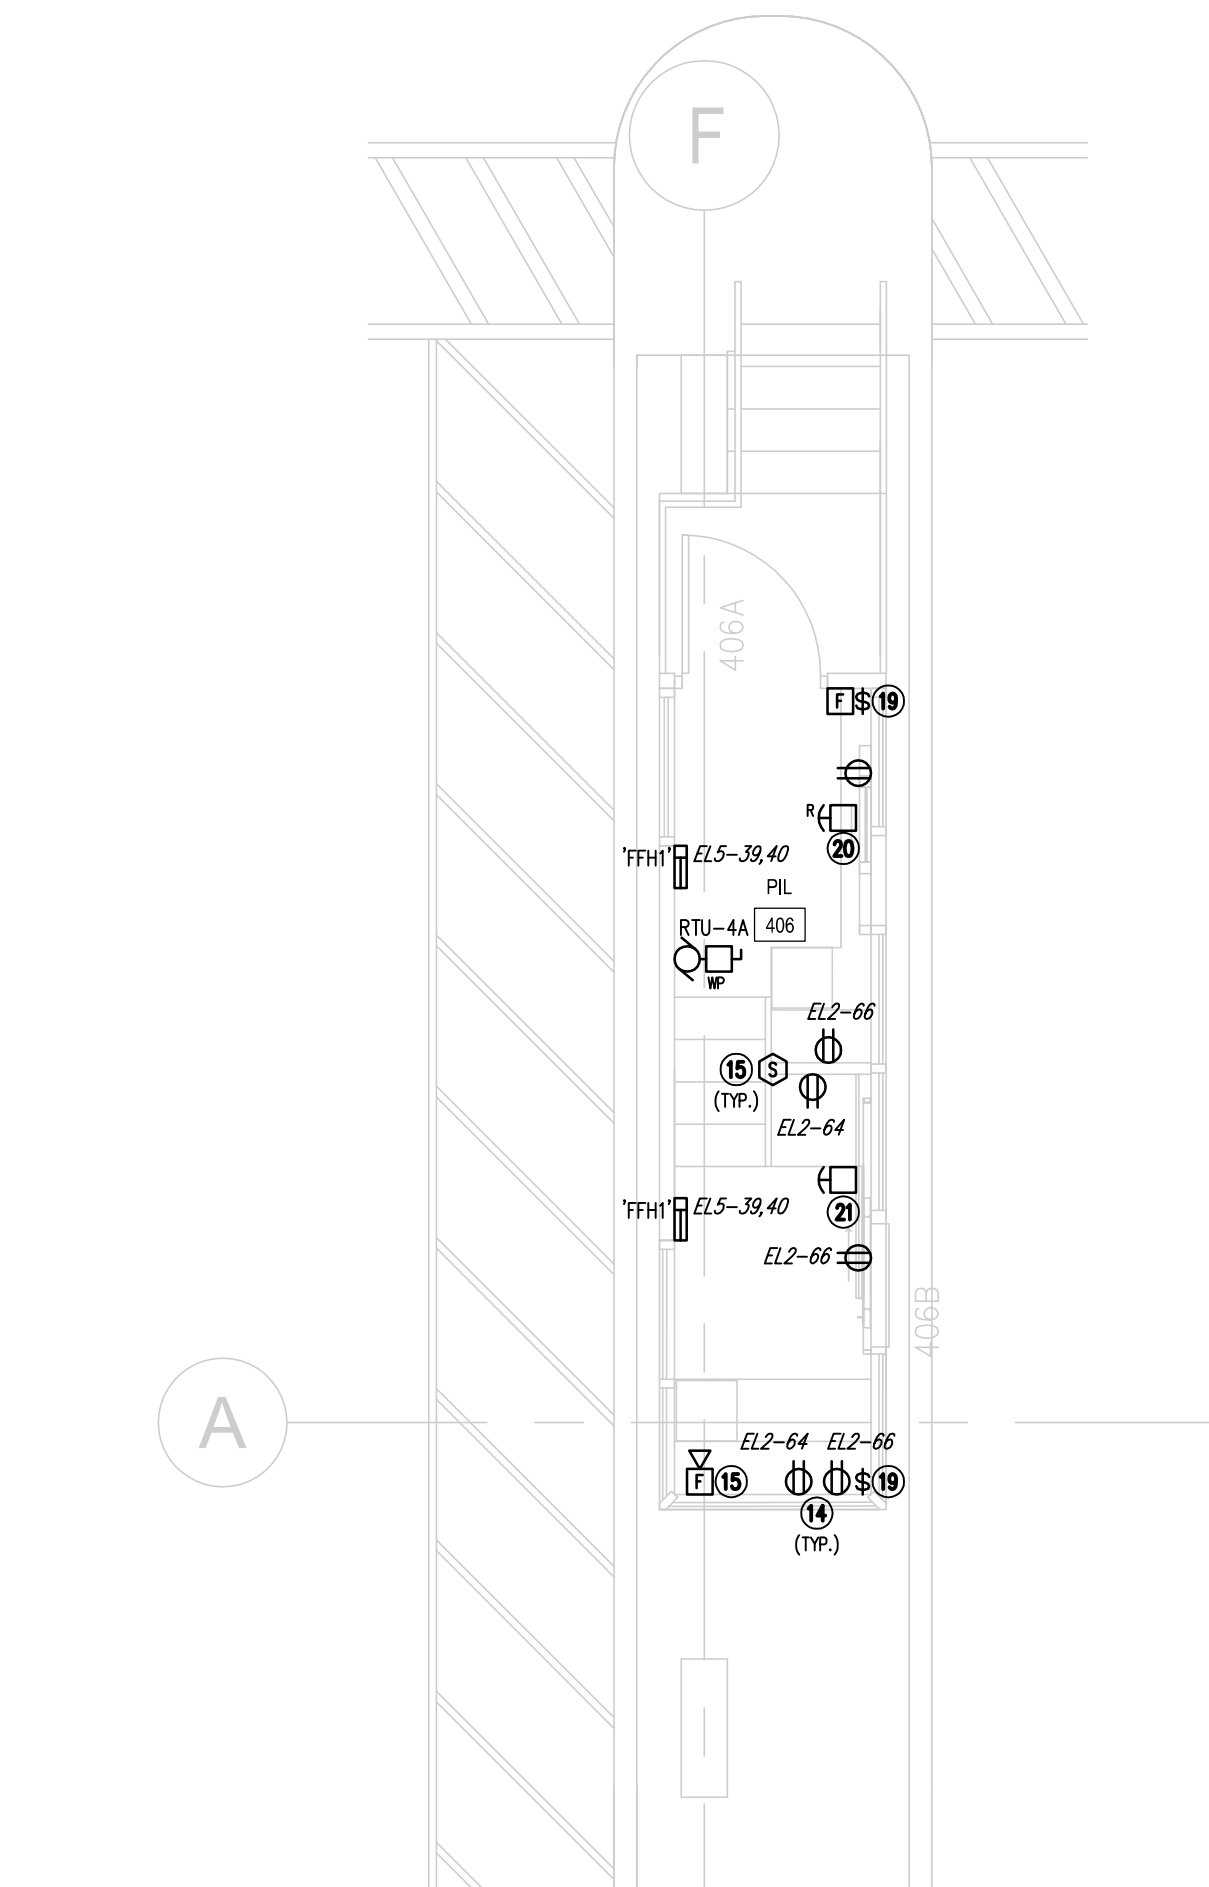 F
406A
F $ 19
R
20
'FFH1' EL5-39,40
PIL
406
RTU-4A
WP
EL2-66
15 S
(TYP.)
EL2-64
'FFH1' EL5-39,40
21
EL2-66
406B
A
EL2-64 EL2-66
F 15 $ 19
14
(TYP.)